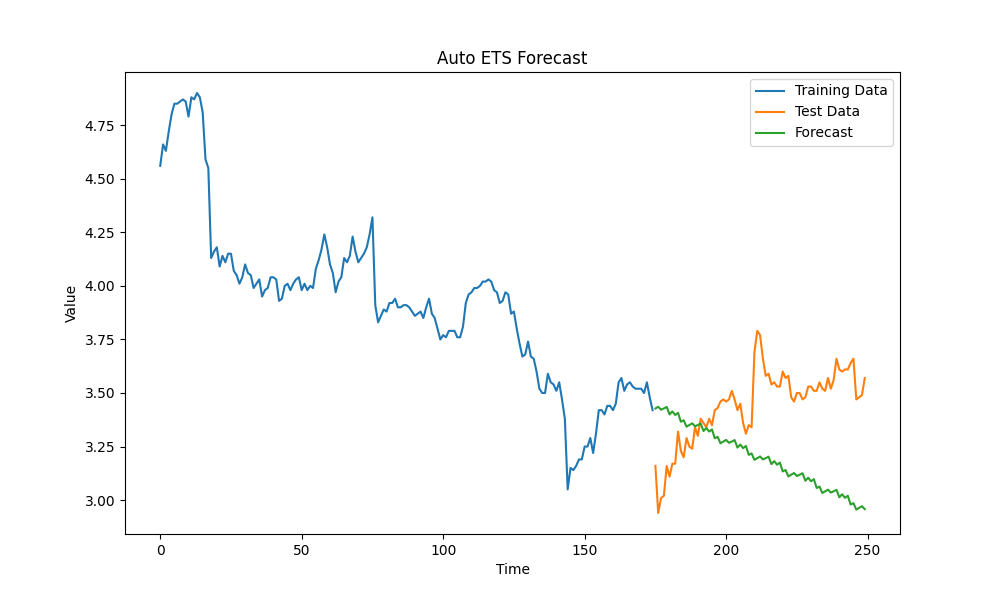 Auto ETS Forecast
Training Data
Test Data
Forecast
Value
4.75
4.50
4.25
4.00
3.75
3.50
3.25
3.00
0
50
100
150
200
250
Time